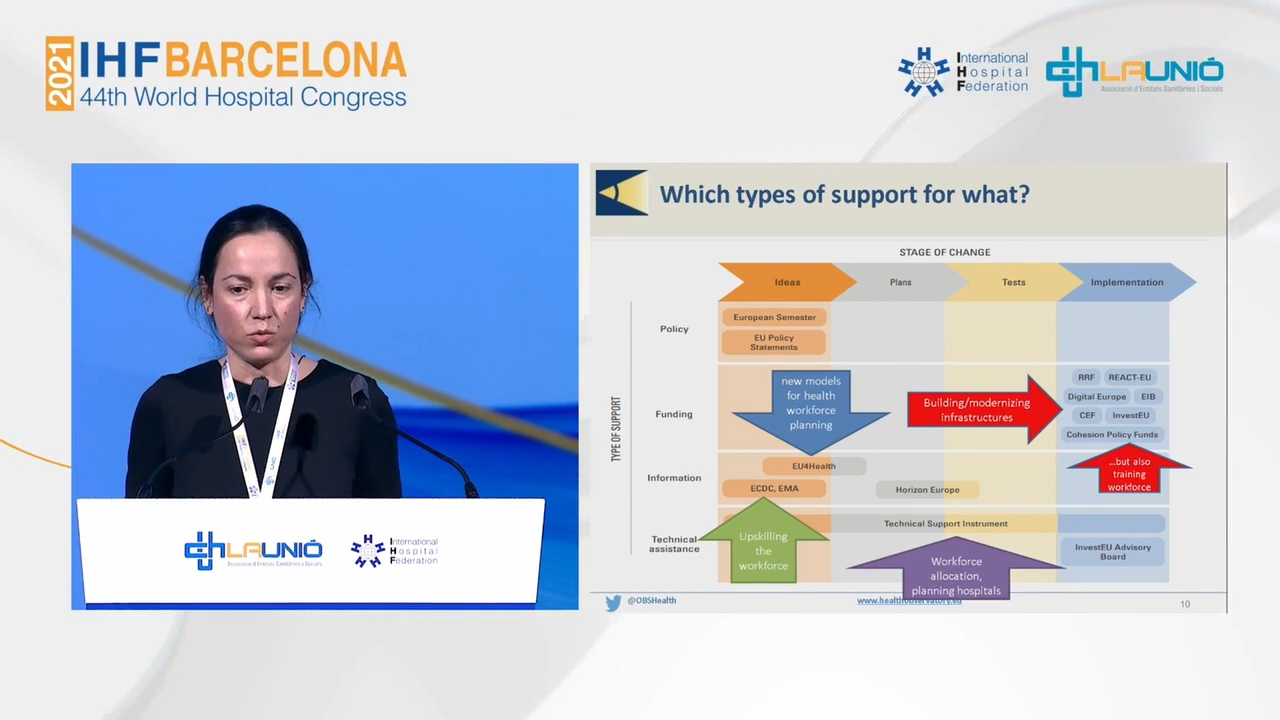 2021 IHF BARCELONA
44th World Hospital Congress
International
Hospital
Federation
LAUNIÓ
Associació d'Entitats Sanitàries i Socials
LAUNIÓ
Associació d'Entitats Sanitàries i Socials
International
Hospital
Federation
Which types of support for what?
STAGE OF CHANGE
Ideas
Plans
Tests
Implementation
TYPE OF SUPPORT
Policy
European Semester
EU Policy
Statements
Funding
new models
for health
workforce
planning
Building/modernizing
infrastructures
RRF
REACT-EU
Digital Europe
EIB
CEF
InvestEU
Cohesion Policy Funds
...but also
training
workforce
Information
EU4Health
ECDC, EMA
Horizon Europe
Technical
assistance
Technical Support Instrument
Upskilling
the
workforce
Workforce
allocation,
planning hospitals
InvestEU Advisory
Board
@OBSHealth
www.healthobservatory.eu
10